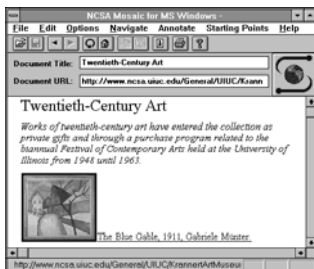 NCSA Mosaic for MS Windows -
File Edit Options Navigate Annotate Starting Points Help
Document Title: Twentieth-Century Art
Document URL: http://www.ncsa.uiuc.edu/General/UIUC/Krann
Twentieth-Century Art
Works of twentieth-century art have entered the collection as
private gifts and through a purchase program related to the
biannual Festival of Contemporary Arts held at the University of
Illinois from 1948 until 1963.
The Blue Gable, 1911, Gabriele Münter.
http://www.ncsa.uiuc.edu/General/UIUC/KrannertArtMuseu